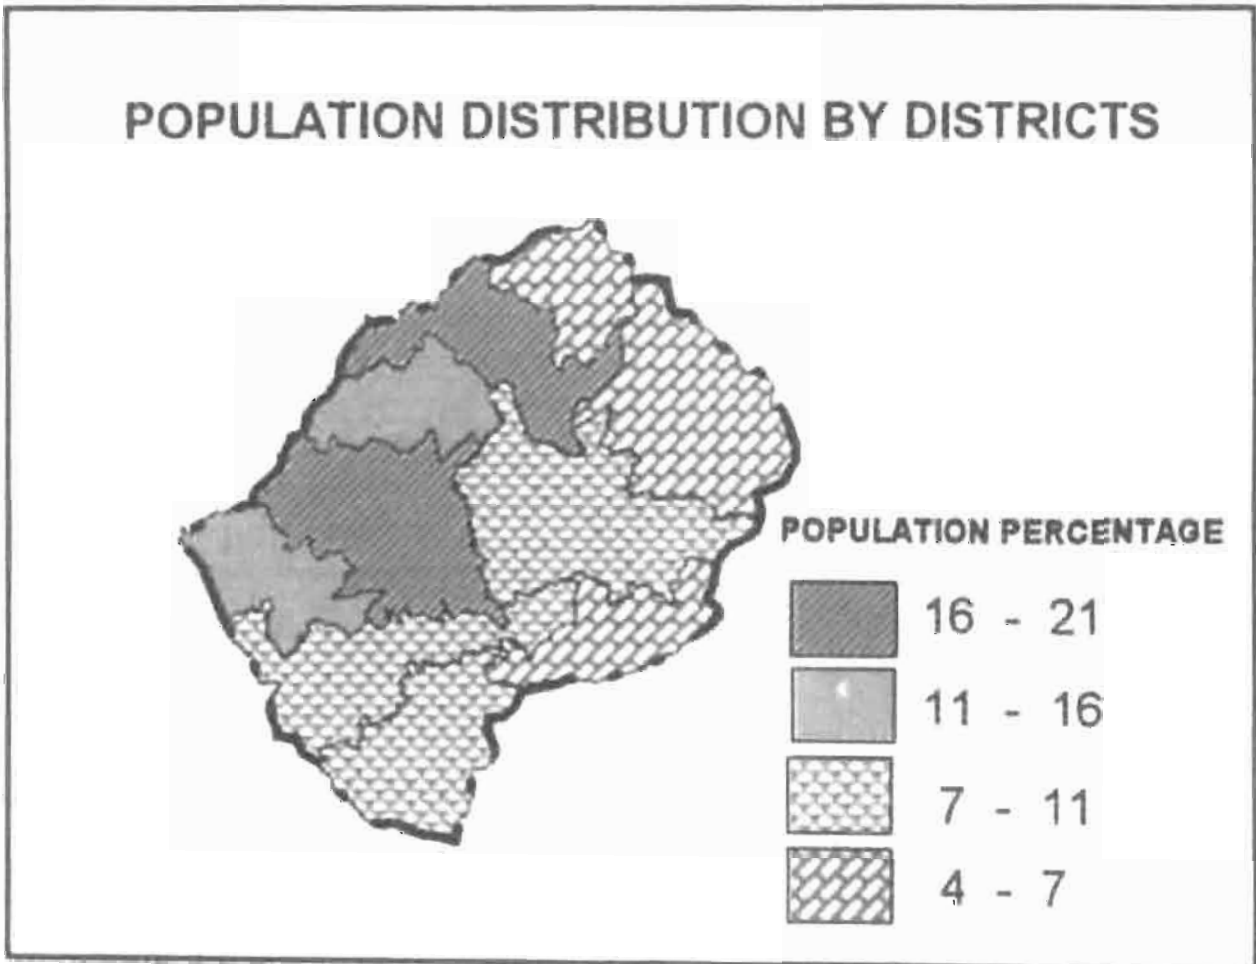 POPULATION DISTRIBUTION BY DISTRICTS
POPULATION PERCENTAGE
16 - 21
11 - 16
7 - 11
4 - 7